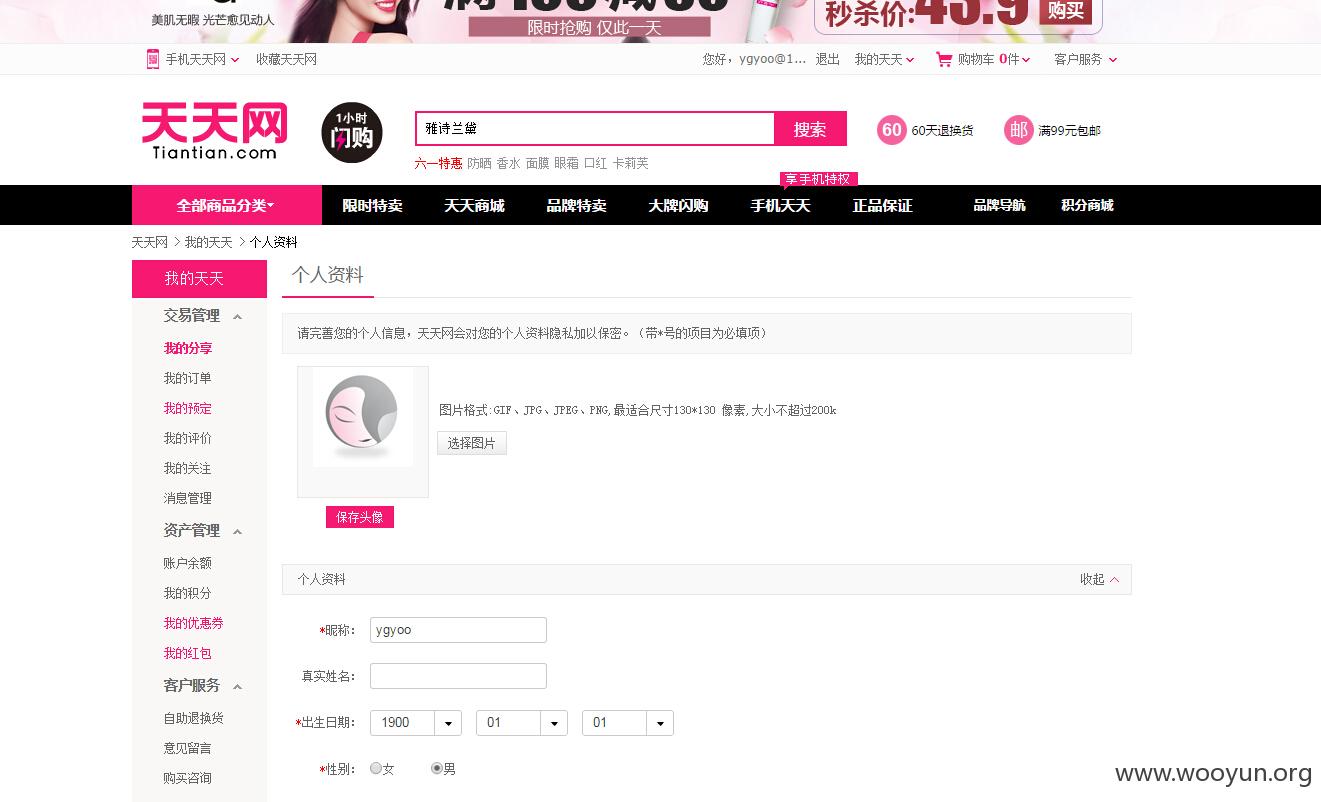 美肌无暇 光芒愈见动人
限时抢购 仅此一天
秒杀价:43.9 购买
手机天天网 收藏天天网 您好，ygyoo@1... 退出 我的天天 购物车 0件 客户服务
天天网
Tiantian.com
1小时
闪购
雅诗兰黛 搜索
60 60天退换货 邮 满99元包邮
六一特惠 防晒 香水 面膜 眼霜 口红 卡莉芙
享手机特权
全部商品分类 限时特卖 天天商城 品牌特卖 大牌闪购 手机天天 正品保证 品牌导航 积分商城
天天网 > 我的天天 > 个人资料
我的天天
交易管理
我的分享
我的订单
我的预定
我的评价
我的关注
消息管理
资产管理
账户余额
我的积分
我的优惠券
我的红包
客户服务
自助退换货
意见留言
购买咨询
个人资料
请完善您的个人信息，天天网会对您的个人资料隐私加以保密。（带*号的项目为必填项）
图片格式:GIF、JPG、JPEG、PNG,最适合尺寸130*130 像素,大小不超过200k
选择图片
保存头像
个人资料 收起
*昵称： ygyoo
真实姓名：
*出生日期： 1900 01 01
*性别： 女 男
www.wooyun.org